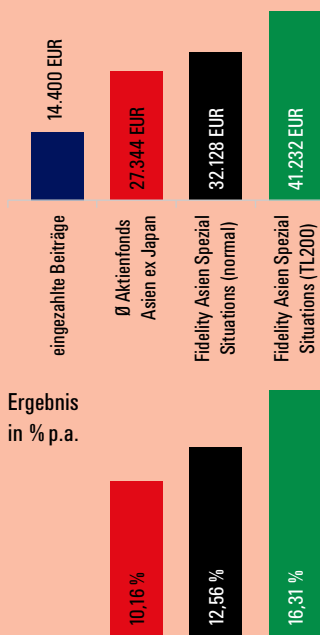 14.400 EUR
27.344 EUR
32.128 EUR
41.232 EUR
eingezahlte Beiträge
Ø Aktienfonds
Asien ex Japan
Fidelity Asien Spezial
Situations (normal)
Fidelity Asien Spezial
Situations (TL200)
Ergebnis
in % p.a.
10,16 %
12,56 %
16,31 %